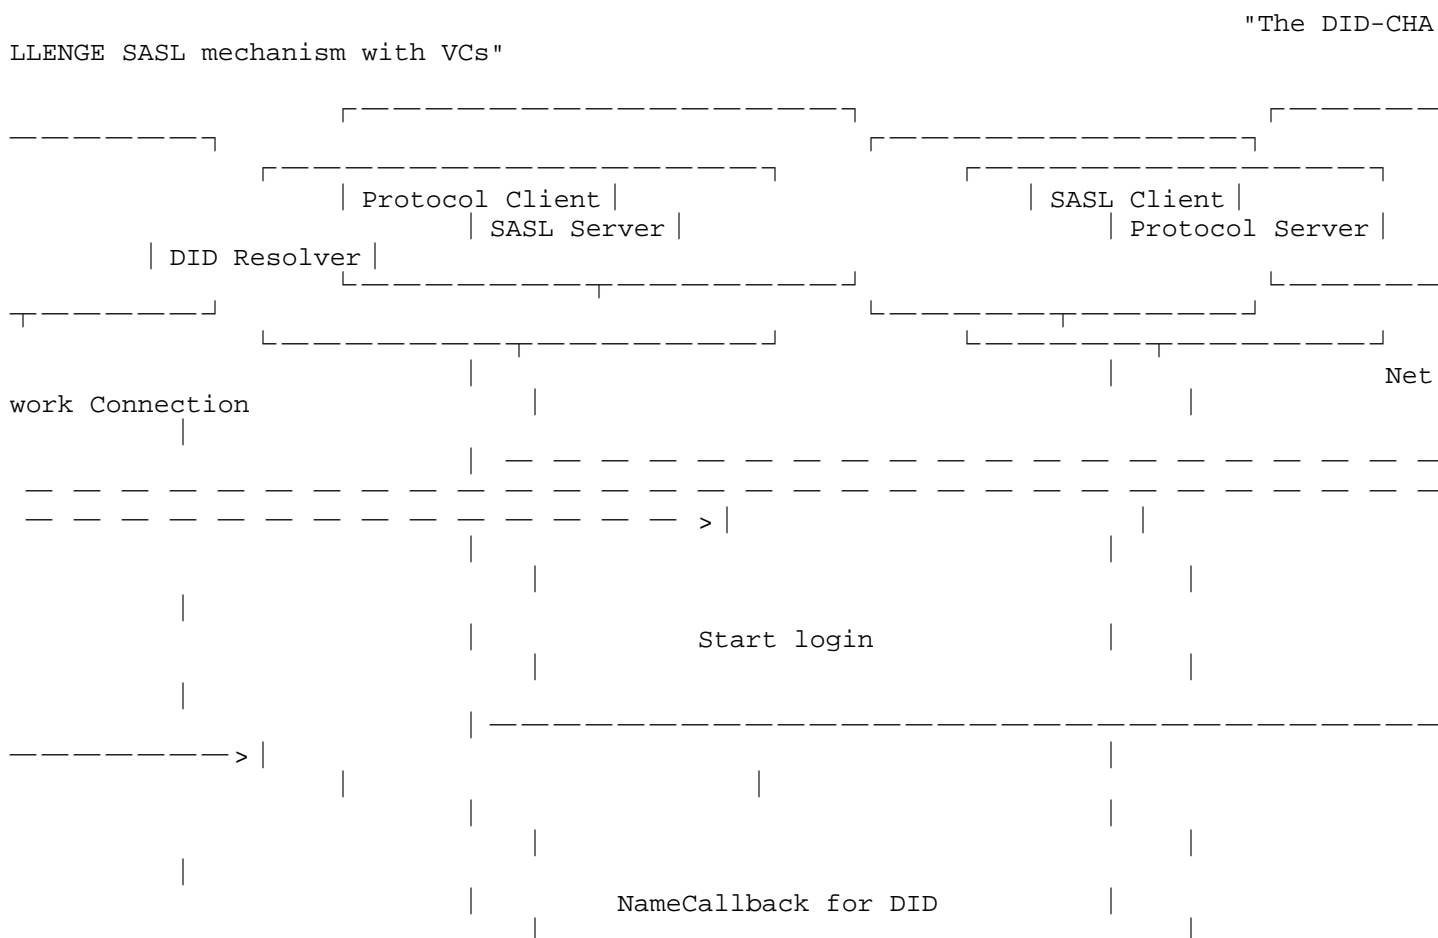 "The DID-CHA
LLENGE SASL mechanism with VCs"
Protocol Client SASL Client
SASL Server Protocol Server
DID Resolver
Net
work Connection
>
Start login
>
NameCallback for DID